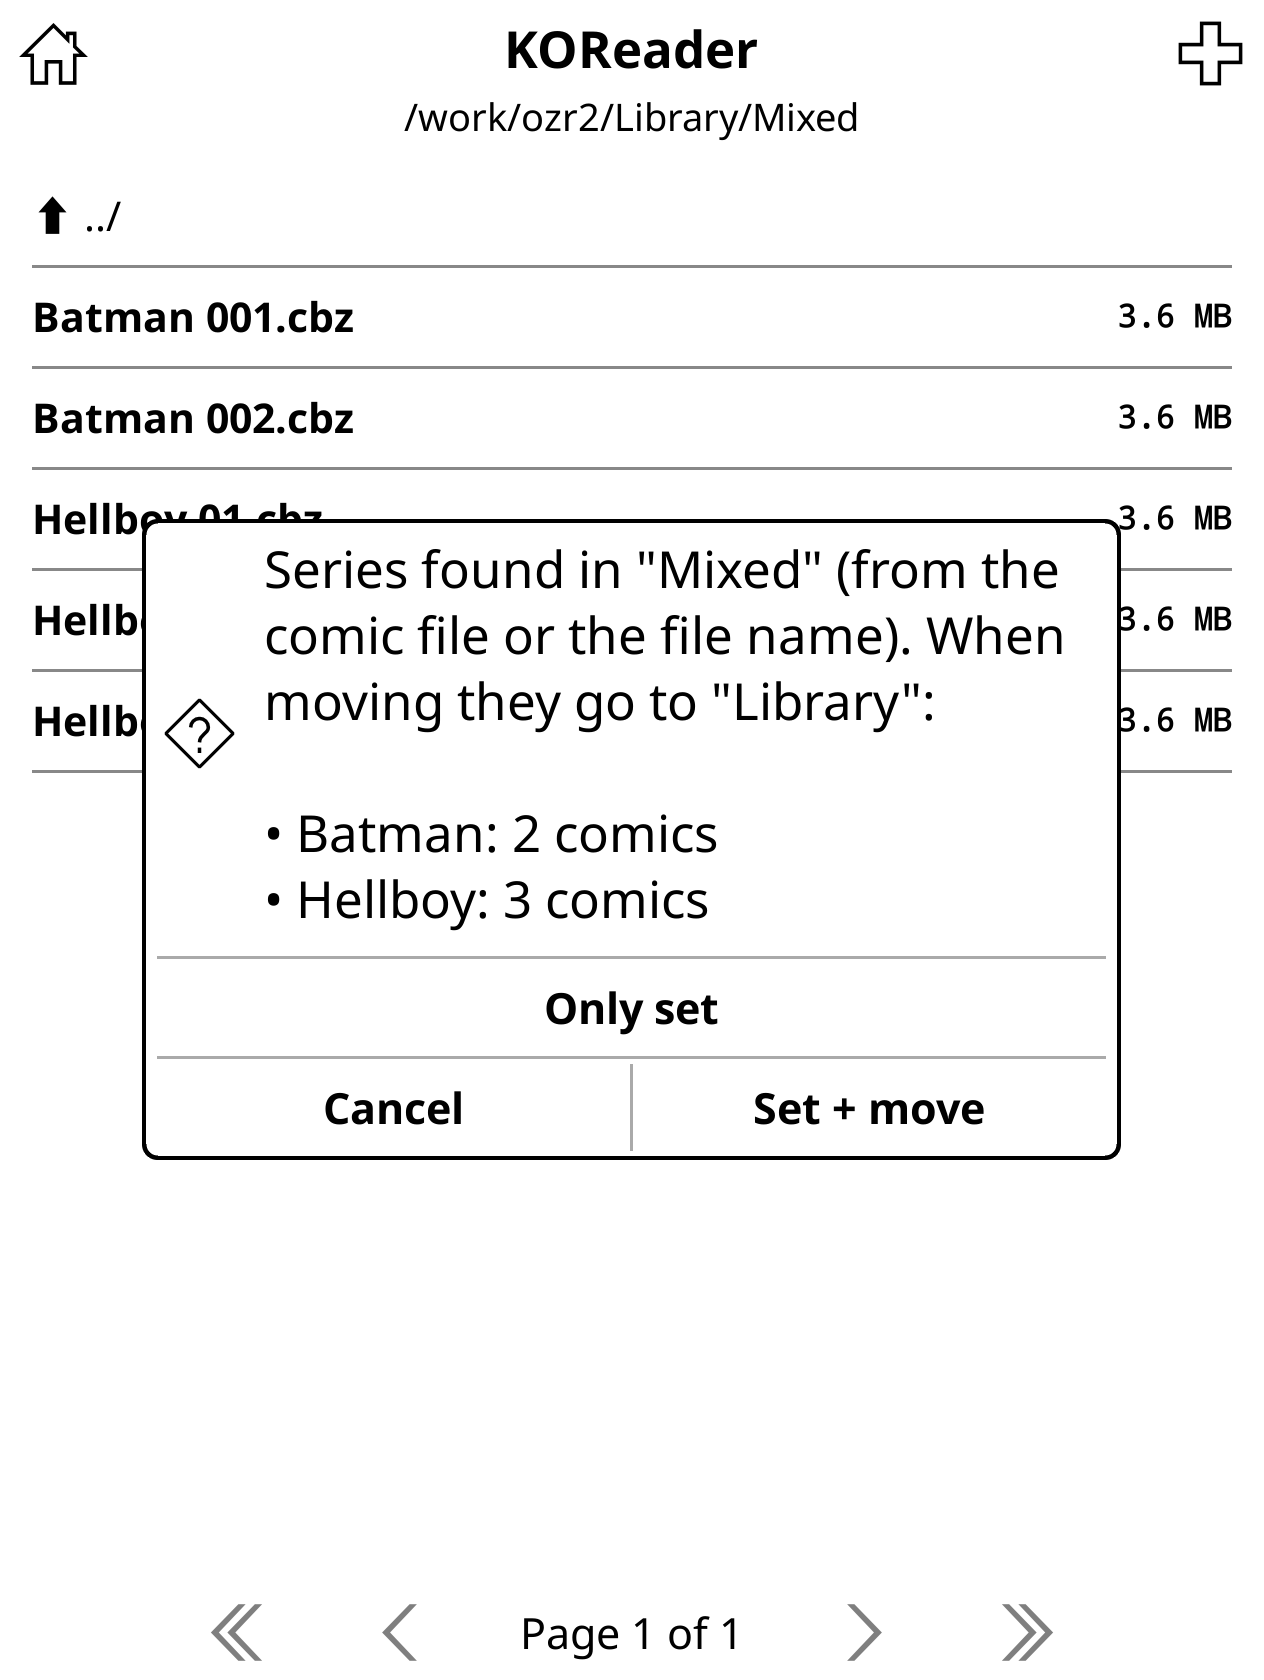 KOReader
/work/ozr2/Library/Mixed
../
Batman 001.cbz 3.6 MB
Batman 002.cbz 3.6 MB
Hellboy 01.cbz 3.6 MB
3.6 MB
3.6 MB
Series found in "Mixed" (from the
comic file or the file name). When
moving they go to "Library":
• Batman: 2 comics
• Hellboy: 3 comics
Only set
Cancel Set + move
Page 1 of 1